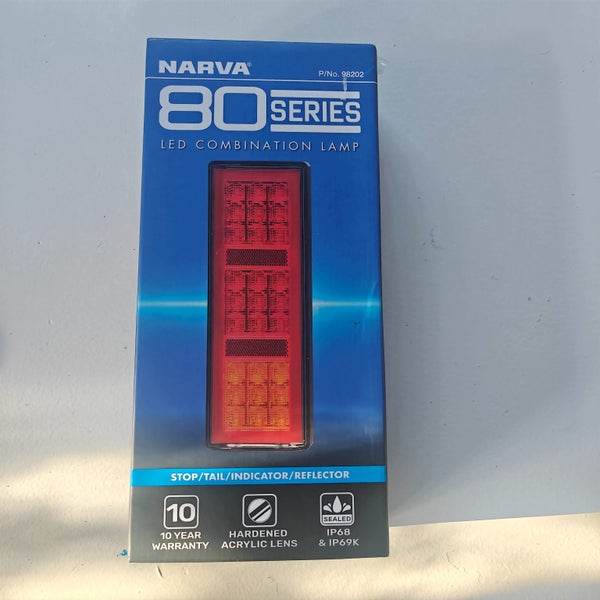 NARVA®
P/No. 98202
80 SERIES
LED COMBINATION LAMP
STOP/TAIL/INDICATOR/REFLECTOR
10
10 YEAR
WARRANTY
HARDENED
ACRYLIC LENS
SEALED
IP68
& IP69K